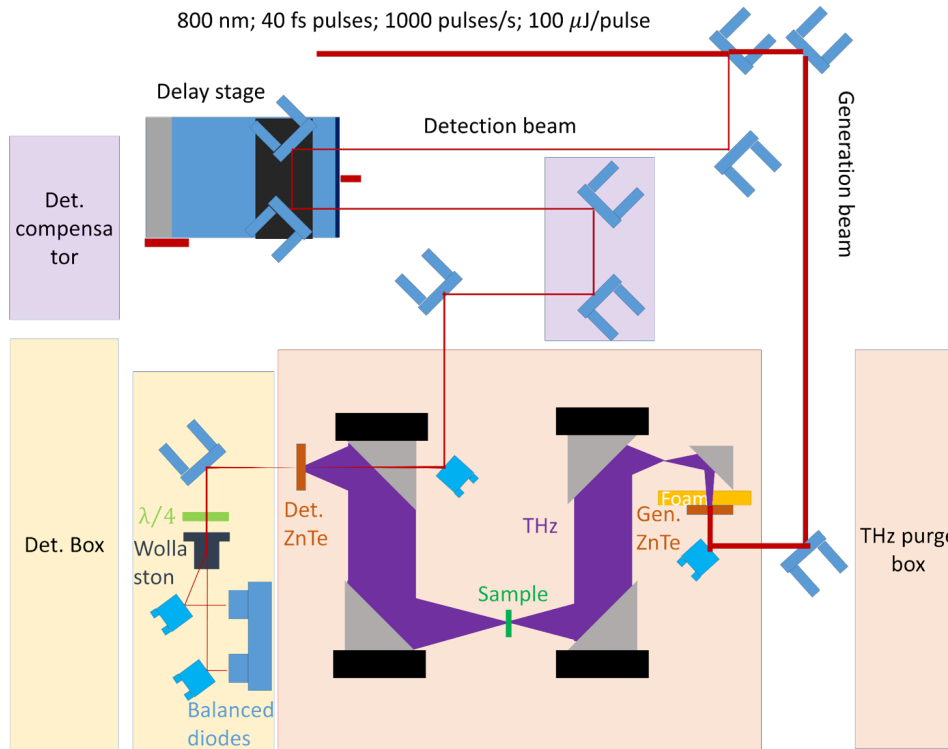 800 nm; 40 fs pulses; 1000 pulses/s; 100 𝜇J/pulse
Delay stage
Detection beam
Generation beam
Det.
compensa
tor
Det. Box
λ/4
Wolla
ston
Balanced
diodes
Det.
ZnTe
THz
Sample
Foam
Gen.
ZnTe
THz purge
box